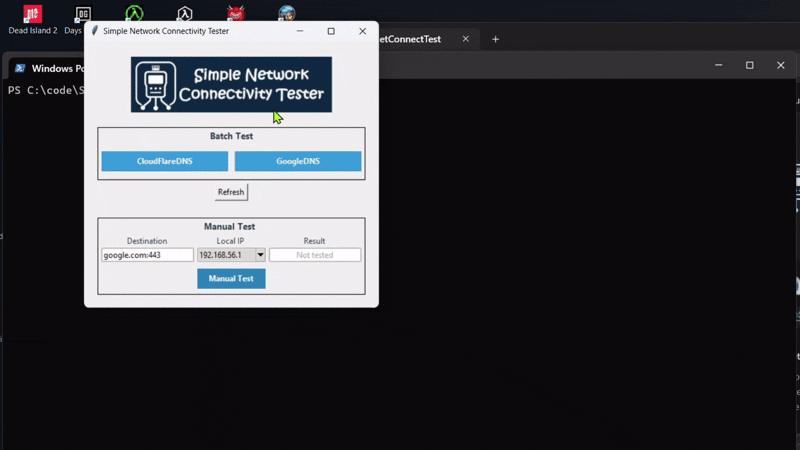 Dead Island 2
Days
Simple Network Connectivity Tester
etConnectTest
Windows Po
PS C:\code\S
Simple Network
Connectivity Tester
Batch Test
CloudFlareDNS
GoogleDNS
Refresh
Manual Test
Destination
Local IP
Result
google.com:443
192.168.56.1
Not tested
Manual Test